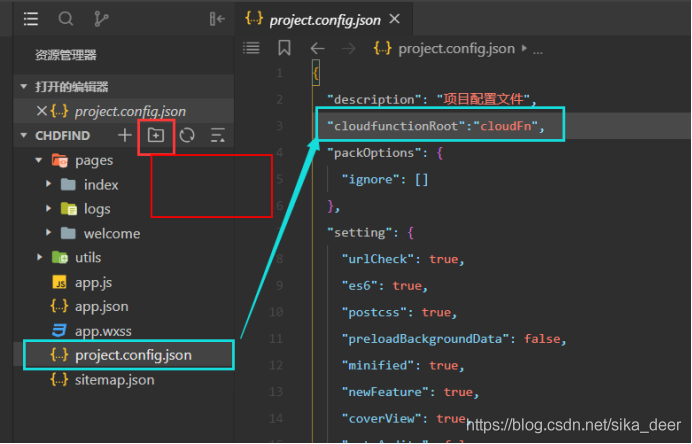 project.config.json
资源管理器
打开的编辑器
project.config.json
CHDFIND
pages
index
logs
welcome
utils
JS app.js
{..} app.json
app.wxss
{..} project.config.json
{..} sitemap.json
{..} project.config.json > ...
1 {
2 "description": "项目配置文件",
3 "cloudfunctionRoot":"cloudFn",
4 "packOptions": {
5 "ignore": []
6 },
7 "setting": {
8 "urlCheck": true,
9 "es6": true,
10 "postcss": true,
11 "preloadBackgroundData": false,
12 "minified": true,
13 "newFeature": true,
14 "coverView": true,
https://blog.csdn.net/sika_deer